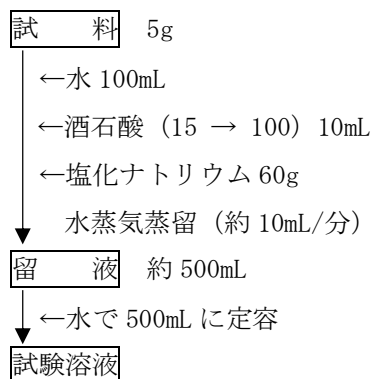 試　　料　5g
←水 100mL
←酒石酸（15 → 100）10mL
←塩化ナトリウム 60g
水蒸気蒸留（約 10mL/分）
留　　液　約 500mL
←水で 500mL に定容
試験溶液